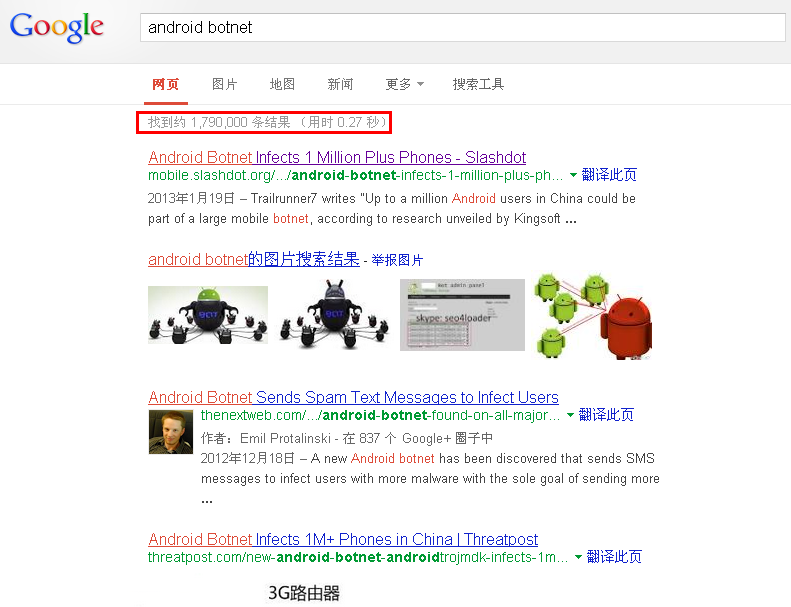 Google
android botnet
网页 图片 地图 新闻 更多 搜索工具
找到约 1,790,000 条结果 （用时 0.27 秒）
Android Botnet Infects 1 Million Plus Phones - Slashdot
mobile.slashdot.org/.../android-botnet-infects-1-million-plus-ph... 翻译此页
2013年1月19日 – Trailrunner7 writes "Up to a million Android users in China could be
part of a large mobile botnet, according to research unveiled by Kingsoft ...
android botnet的图片搜索结果 - 举报图片
skype: seo4loader
Android Botnet Sends Spam Text Messages to Infect Users
thenextweb.com/.../android-botnet-found-on-all-major... 翻译此页
作者：Emil Protalinski - 在 837 个 Google+ 圈子中
2012年12月18日 – A new Android botnet has been discovered that sends SMS
messages to infect users with more malware with the sole goal of sending more
...
Android Botnet Infects 1M+ Phones in China | Threatpost
threatpost.com/new-android-botnet-androidtrojmdk-infects-1m... 翻译此页
3G路由器